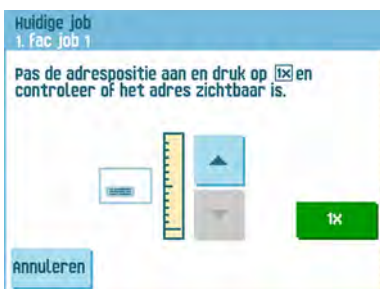 Huidige job
1. Fac job 1
Pas de adrespositie aan en druk op 1x en
controleer of het adres zichtbaar is.
1x
Annuleren